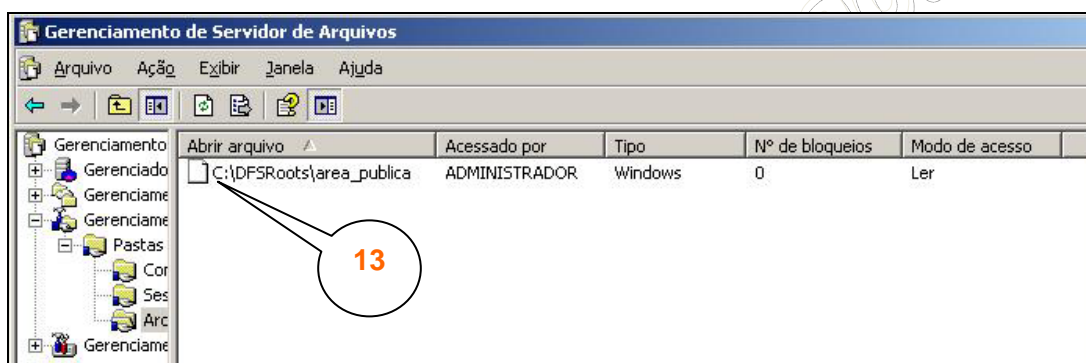 Gerenciamento de Servidor de Arquivos
Arquivo Ação Exibir Janela Ajuda
Gerenciamento
Gerenciado
Gerenciame
Gerenciame
Pastas
Cor
Ses
Arc
Gerenciame
Abrir arquivo Acessado por Tipo Nº de bloqueios Modo de acesso
C:\DFSRoots\area_publica ADMINISTRADOR Windows 0 Ler
13